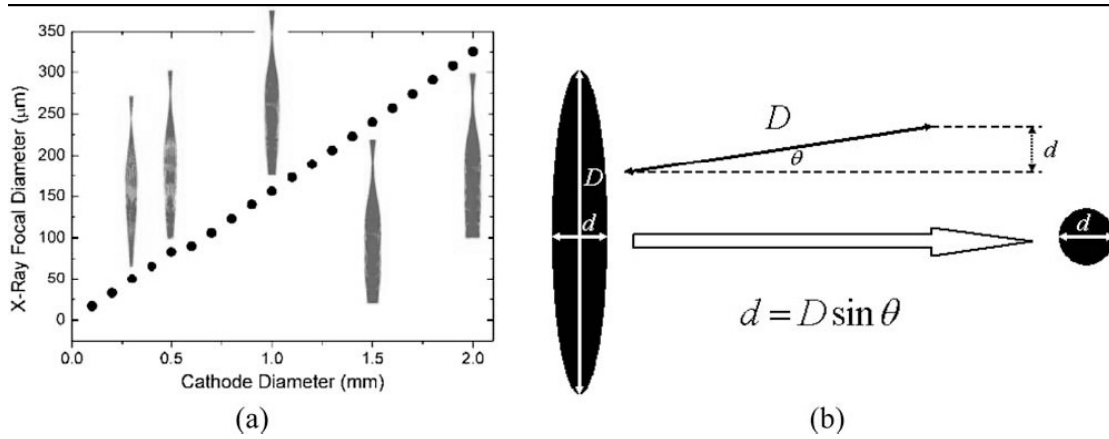 350
300
250
200
150
100
50
0
X-Ray Focal Diameter (μm)
0.0 0.5 1.0 1.5 2.0
Cathode Diameter (mm)
(a)
D
d
D
θ
d
d
d = D sin θ
(b)